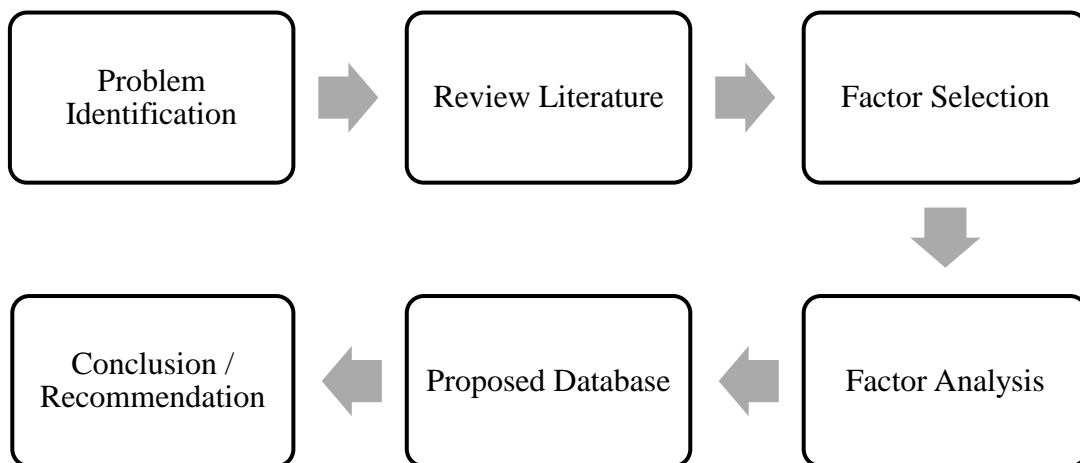 Problem
Identification
Review Literature
Factor Selection
Factor Analysis
Proposed Database
Conclusion /
Recommendation